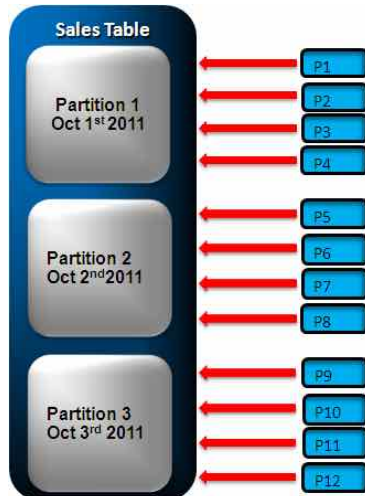 Sales Table
Partition 1
Oct 1st 2011
P1
P2
P3
P4
Partition 2
Oct 2nd 2011
P5
P6
P7
P8
Partition 3
Oct 3rd 2011
P9
P10
P11
P12